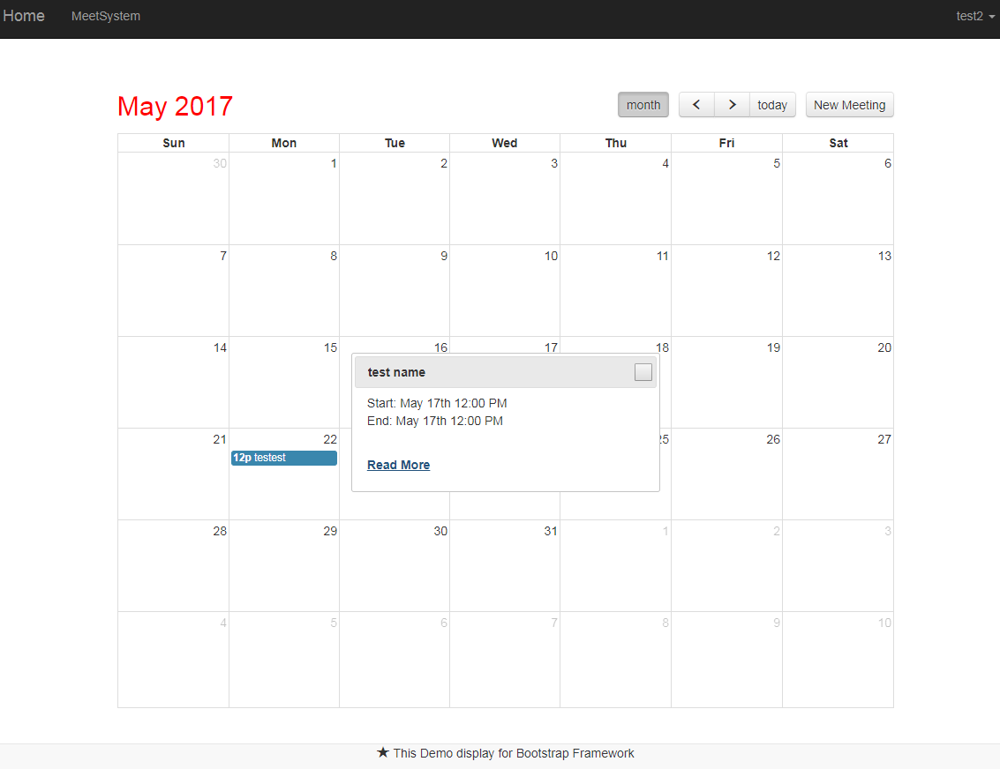 Home MeetSystem test2
May 2017 month today New Meeting
Sun Mon Tue Wed Thu Fri Sat
30 1 2 3 4 5 6
7 8 9 10 11 12 13
14 15 16 17 18 19 20
test name
Start: May 17th 12:00 PM
End: May 17th 12:00 PM
Read More
21 22 25 26 27
12p testest
28 29 30 31 1 2 3
4 5 6 7 8 9 10
★ This Demo display for Bootstrap Framework